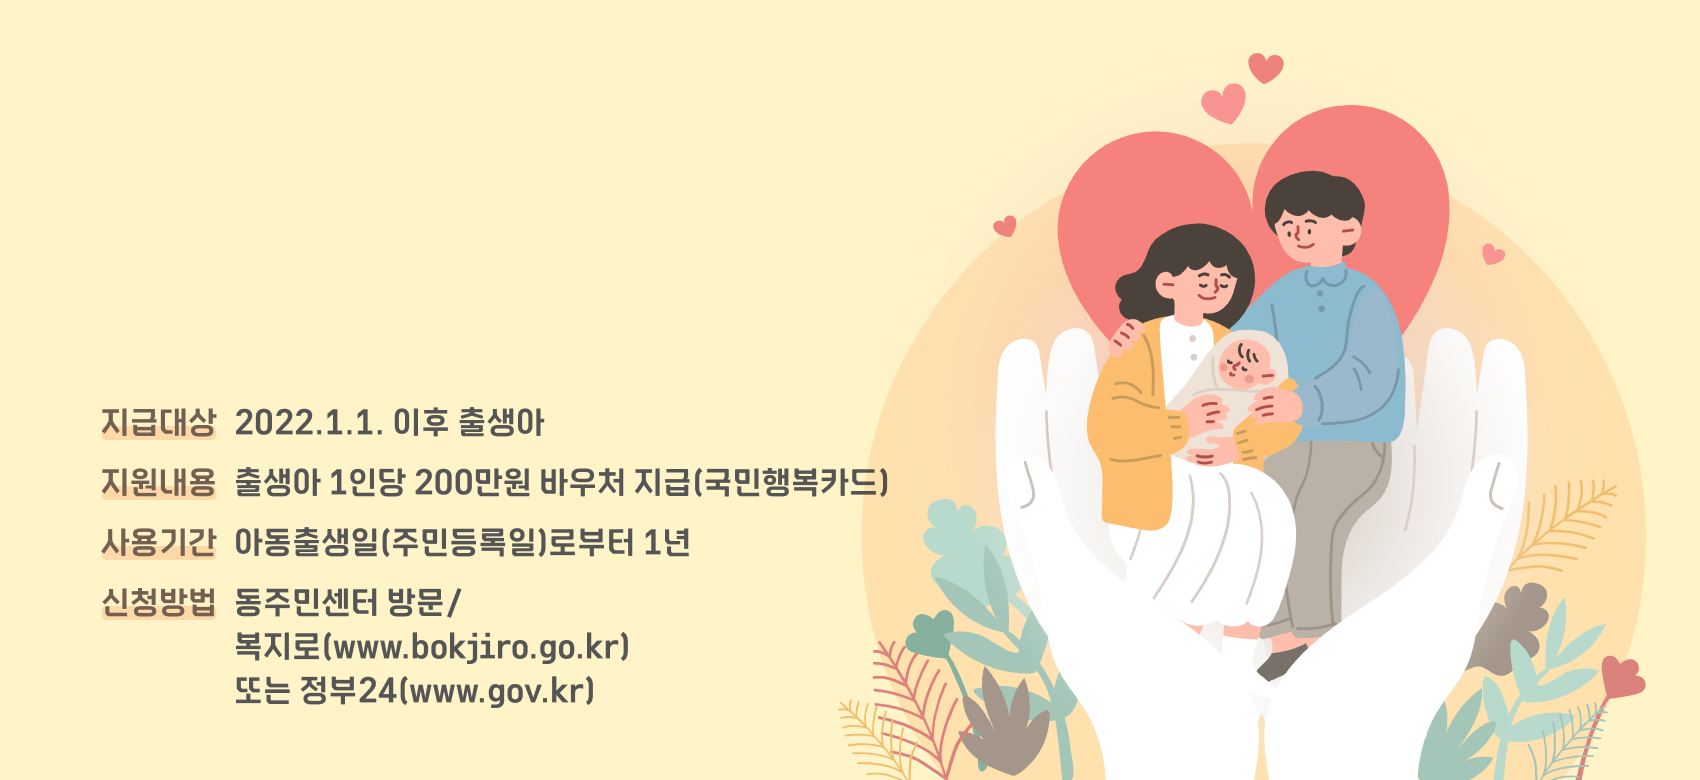 지급대상 2022.1.1. 이후 출생아
지원내용 출생아 1인당 200만원 바우처 지급(국민행복카드)
사용기간 아동출생일(주민등록일)로부터 1년
신청방법 동주민센터 방문/
복지로(www.bokjiro.go.kr)
또는 정부24(www.gov.kr)